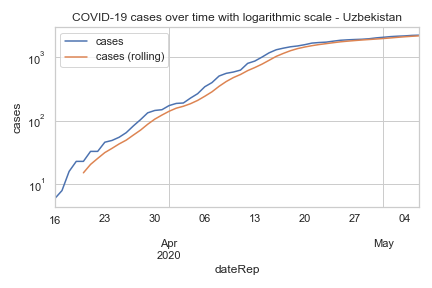 COVID-19 cases over time with logarithmic scale - Uzbekistan
cases
cases (rolling)
cases
10³
10²
10¹
16 23 30 06 13 20 27 04
Apr May
2020
dateRep